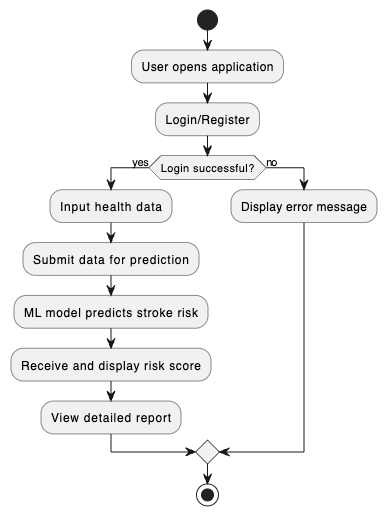 User opens application
Login/Register
yes
Login successful?
no
Input health data
Display error message
Submit data for prediction
ML model predicts stroke risk
Receive and display risk score
View detailed report